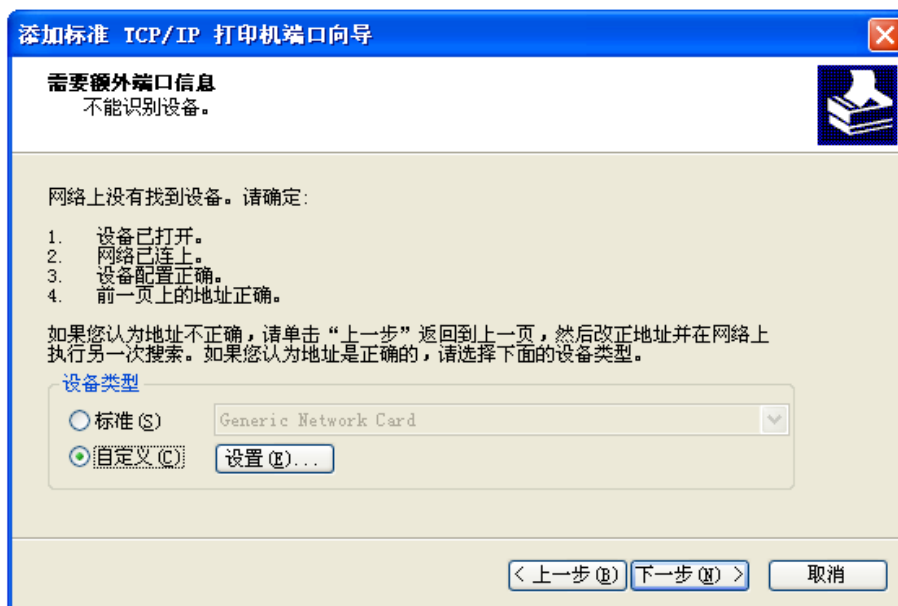 添加标准 TCP/IP 打印机端口向导
需要额外端口信息
不能识别设备。
网络上没有找到设备。请确定:
1. 设备已打开。
2. 网络已连上。
3. 设备配置正确。
4. 前一页上的地址正确。
如果您认为地址不正确，请单击“上一步”返回到上一页，然后改正地址并在网络上
执行另一次搜索。如果您认为地址是正确的，请选择下面的设备类型。
设备类型
标准(S) Generic Network Card
自定义(C) 设置(E)...
< 上一步(B) 下一步(N) > 取消